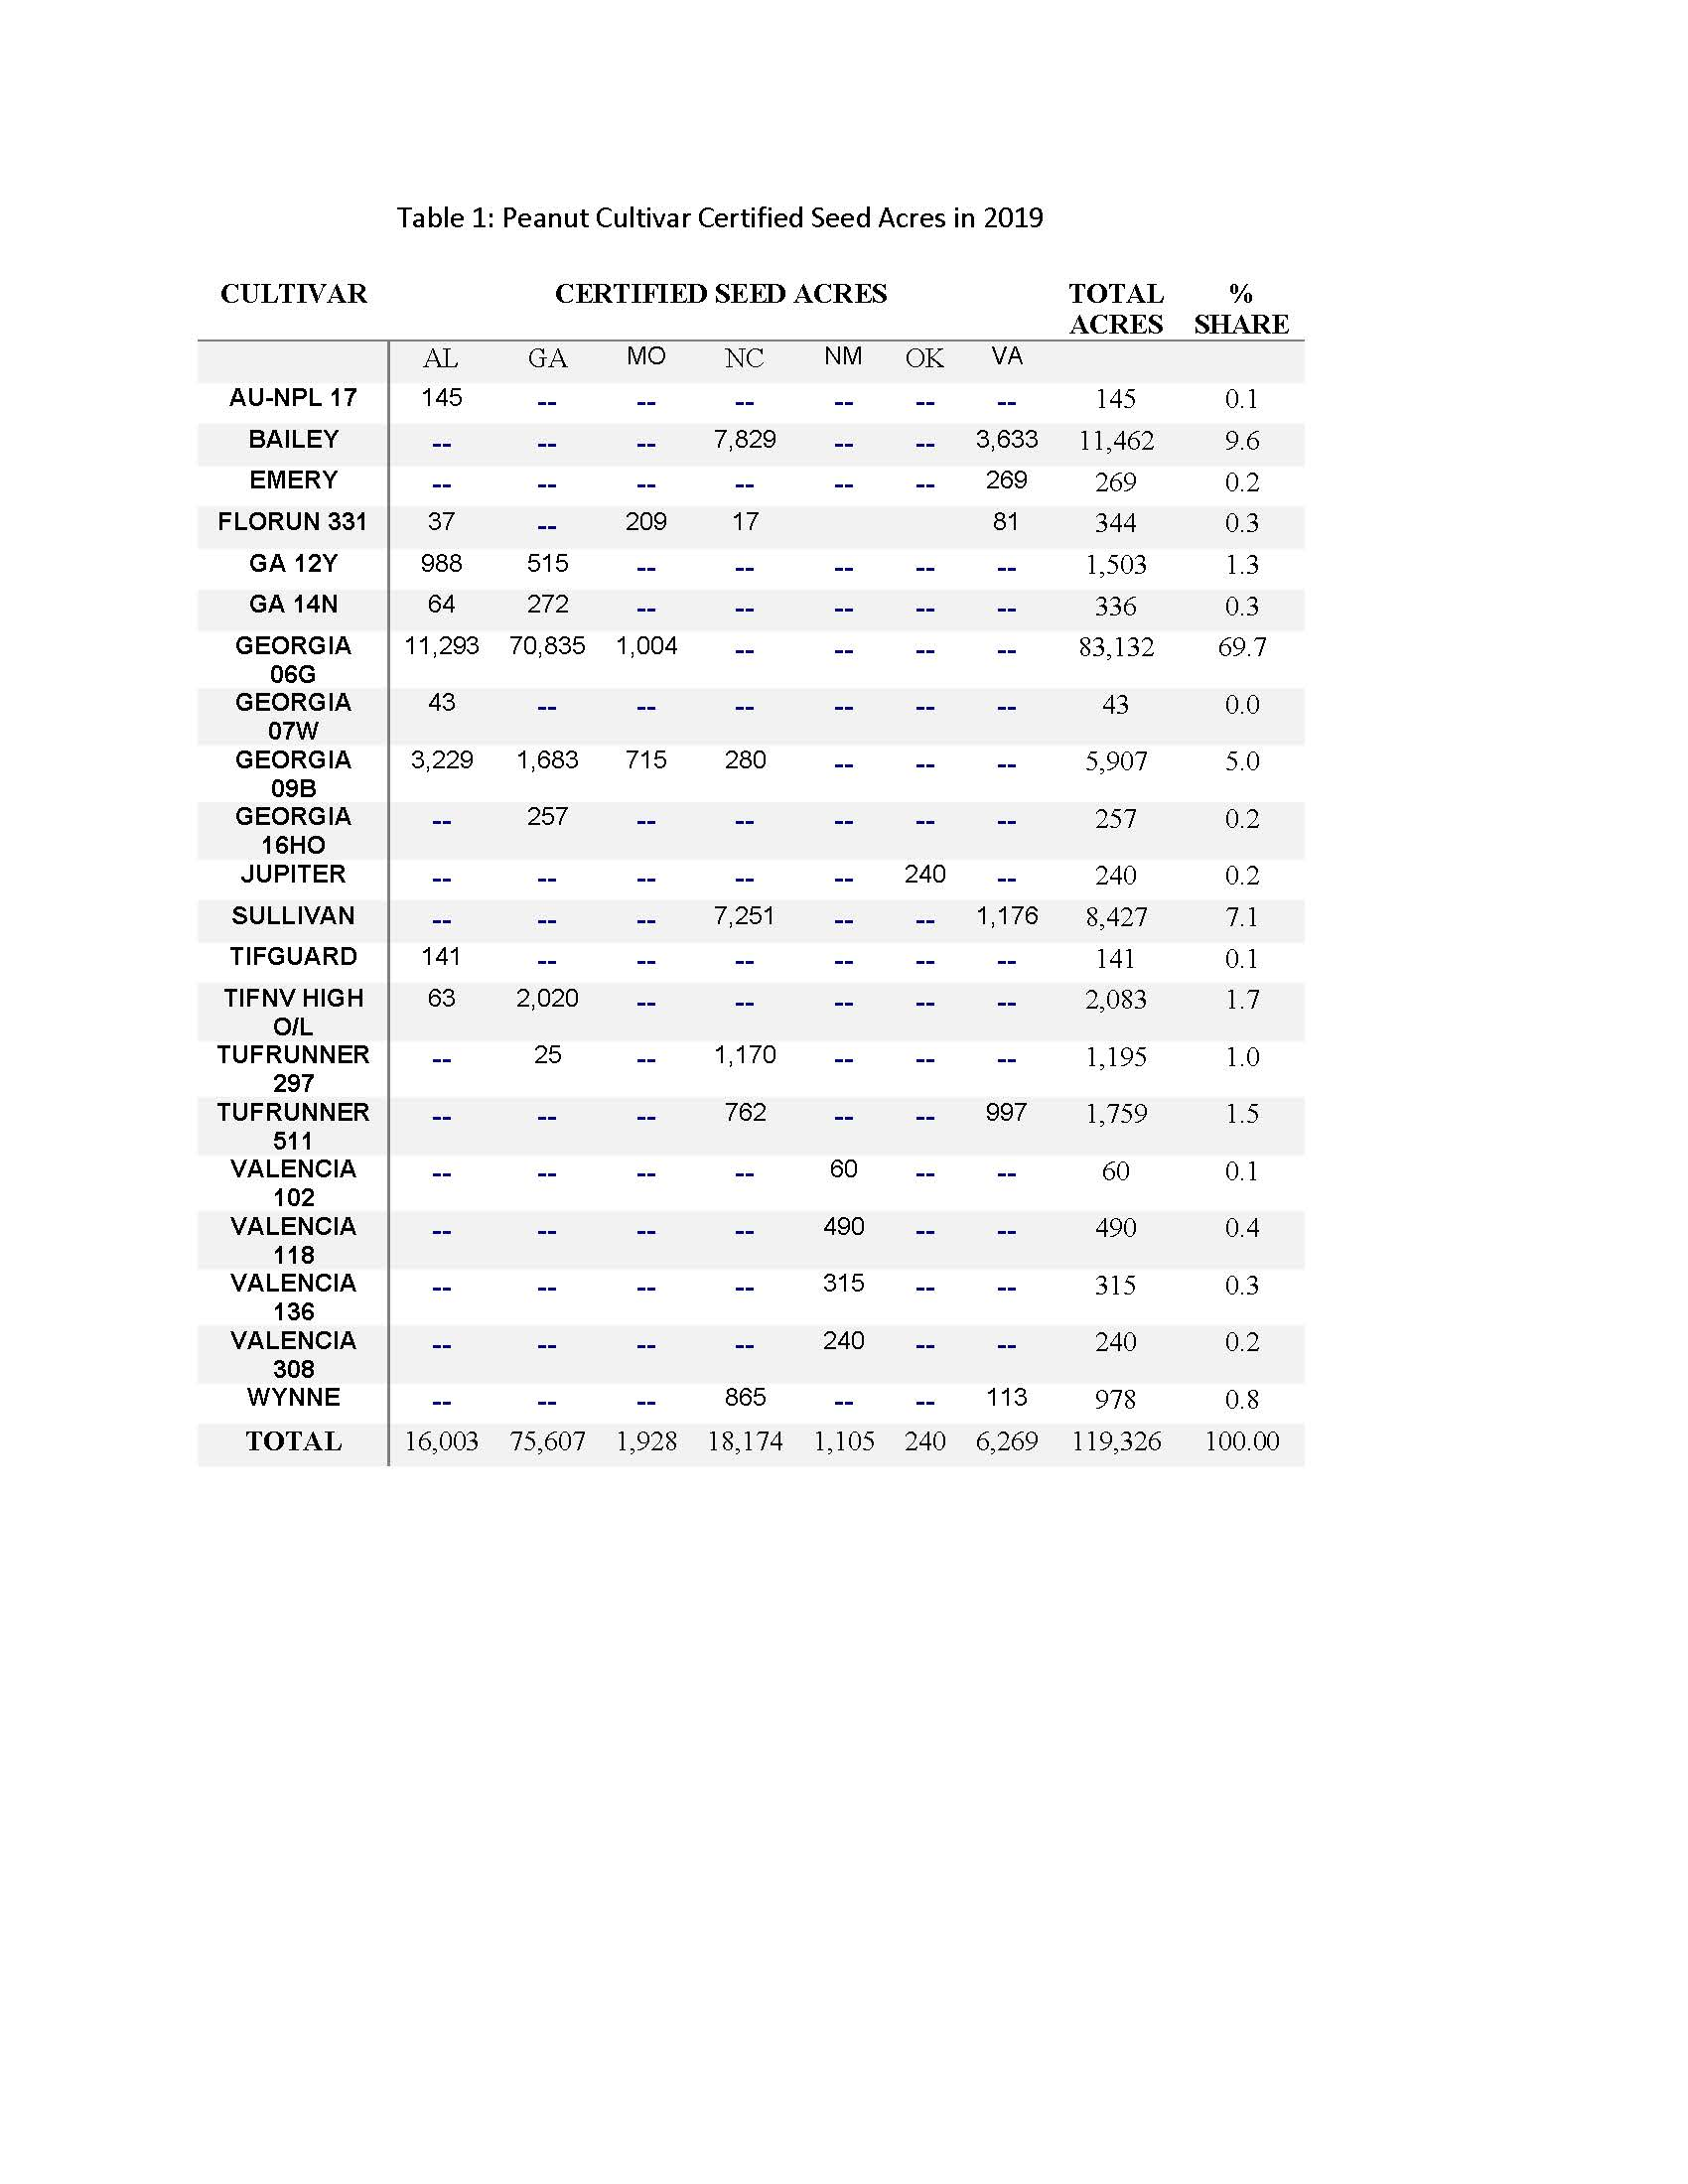 Table 1: Peanut Cultivar Certified Seed Acres in 2019
CULTIVAR CERTIFIED SEED ACRES TOTAL %
ACRES SHARE
AL GA MO NC NM OK VA
AU-NPL 17 145 -- -- -- -- -- -- 145 0.1
BAILEY -- -- -- 7,829 -- -- 3,633 11,462 9.6
EMERY -- -- -- -- -- -- 269 269 0.2
FLORUN 331 37 -- 209 17 81 344 0.3
GA 12Y 988 515 -- -- -- -- -- 1,503 1.3
GA 14N 64 272 -- -- -- -- -- 336 0.3
GEORGIA 11,293 70,835 1,004 -- -- -- -- 83,132 69.7
06G
GEORGIA 43 -- -- -- -- -- -- 43 0.0
07W
GEORGIA 3,229 1,683 715 280 -- -- -- 5,907 5.0
09B
GEORGIA -- 257 -- -- -- -- -- 257 0.2
16HO
JUPITER -- -- -- -- -- 240 -- 240 0.2
SULLIVAN -- -- -- 7,251 -- -- 1,176 8,427 7.1
TIFGUARD 141 -- -- -- -- -- -- 141 0.1
TIFNV HIGH 63 2,020 -- -- -- -- -- 2,083 1.7
O/L
TUFRUNNER -- 25 -- 1,170 -- -- -- 1,195 1.0
297
TUFRUNNER -- -- -- 762 -- -- 997 1,759 1.5
511
VALENCIA -- -- -- -- 60 -- -- 60 0.1
102
VALENCIA -- -- -- -- 490 -- -- 490 0.4
118
VALENCIA -- -- -- -- 315 -- -- 315 0.3
136
VALENCIA -- -- -- -- 240 -- -- 240 0.2
308
WYNNE -- -- -- 865 -- -- 113 978 0.8
TOTAL 16,003 75,607 1,928 18,174 1,105 240 6,269 119,326 100.00